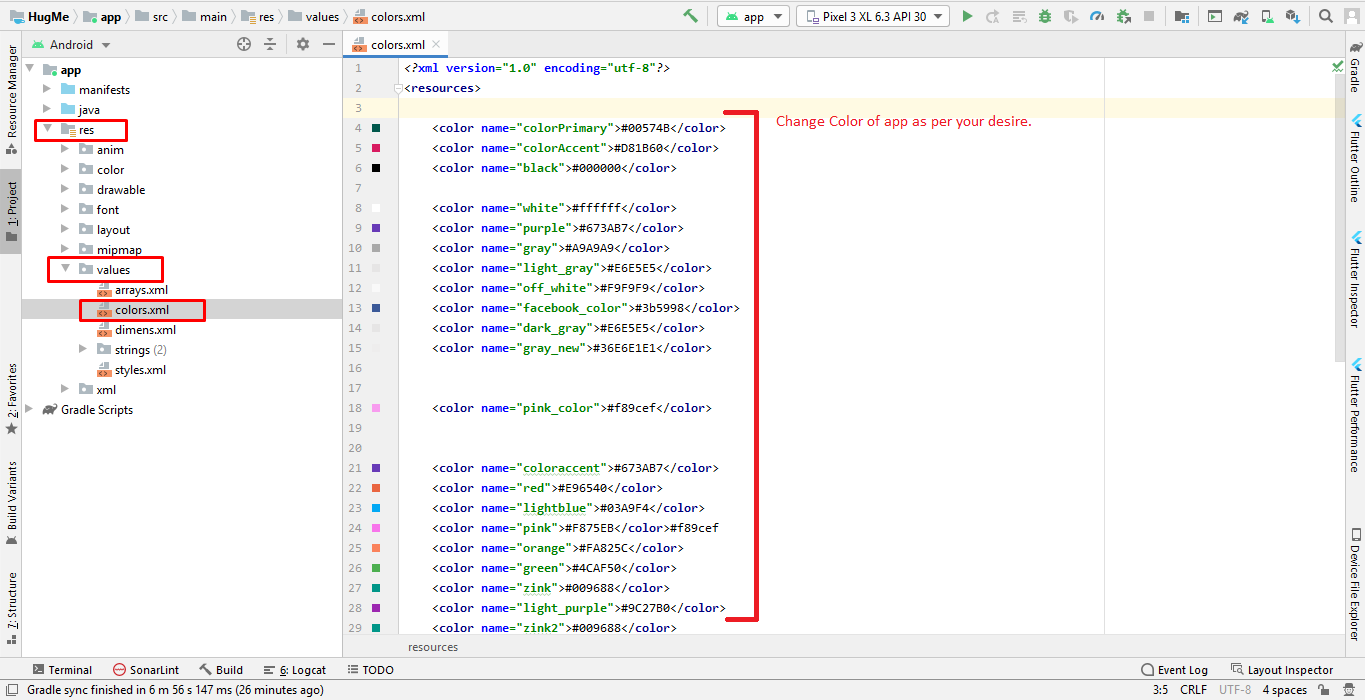 HugMe app src main res values colors.xml app Pixel 3 XL 6.3 API 30
Android
colors.xml
Resource Manager
1: Project
2: Favorites
Build Variants
7: Structure
app
manifests
java
res
anim
color
drawable
font
layout
mipmap
values
arrays.xml
colors.xml
dimens.xml
strings (2)
styles.xml
xml
Gradle Scripts
1 <?xml version="1.0" encoding="utf-8"?>
2 <resources>
3
4 <color name="colorPrimary">#00574B</color>
5 <color name="colorAccent">#D81B60</color>
6 <color name="black">#000000</color>
7
8 <color name="white">#ffffff</color>
9 <color name="purple">#673AB7</color>
10 <color name="gray">#A9A9A9</color>
11 <color name="light_gray">#E6E5E5</color>
12 <color name="off_white">#F9F9F9</color>
13 <color name="facebook_color">#3b5998</color>
14 <color name="dark_gray">#E6E5E5</color>
15 <color name="gray_new">#36E6E1E1</color>
16
17
18 <color name="pink_color">#f89cef</color>
19
20
21 <color name="coloraccent">#673AB7</color>
22 <color name="red">#E96540</color>
23 <color name="lightblue">#03A9F4</color>
24 <color name="pink">#F875EB</color>#f89cef
25 <color name="orange">#FA825C</color>
26 <color name="green">#4CAF50</color>
27 <color name="zink">#009688</color>
28 <color name="light_purple">#9C27B0</color>
29 <color name="zink2">#009688</color>
Change Color of app as per your desire.
resources
Gradle
Flutter Outline
Flutter Inspector
Flutter Performance
Device File Explorer
Terminal SonarLint Build 6: Logcat TODO Event Log Layout Inspector
Gradle sync finished in 6 m 56 s 147 ms (26 minutes ago) 3:5 CRLF UTF-8 4 spaces